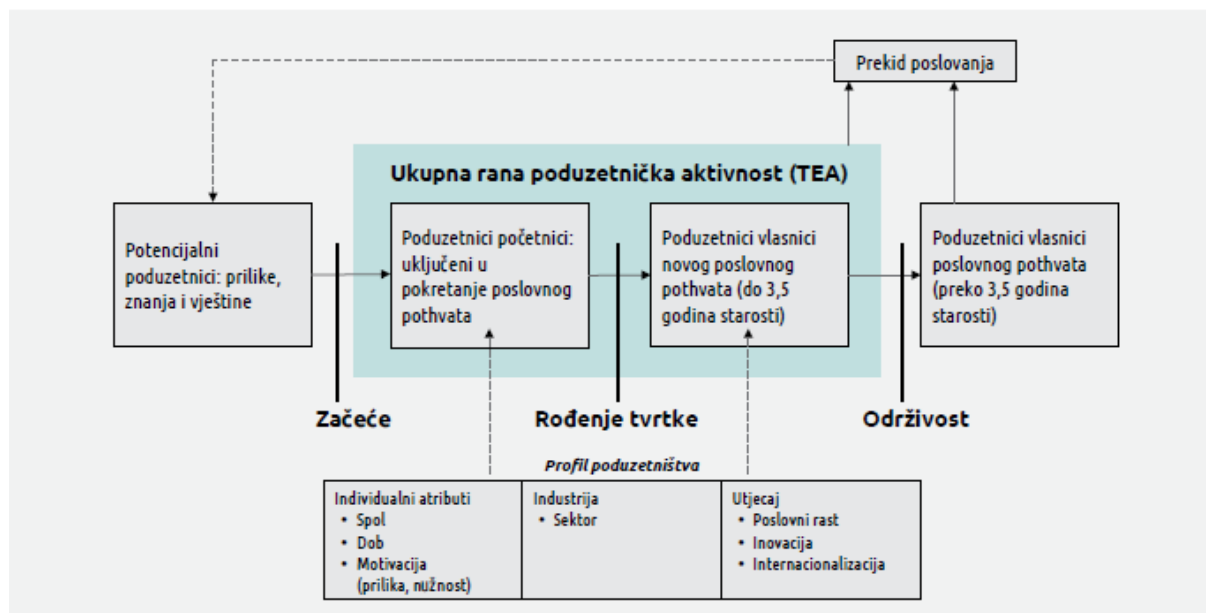 Prekid poslovanja
Ukupna rana poduzetnička aktivnost (TEA)
Potencijalni
poduzetnici: prilike,
znanja i vještine
Poduzetnici početnici:
uključeni u
pokretanje poslovnog
pothvata
Poduzetnici vlasnici
novog poslovnog
pothvata (do 3,5
godina starosti)
Poduzetnici vlasnici
poslovnog pothvata
(preko 3,5 godina
starosti)
Začeće
Rođenje tvrtke
Održivost
Profil poduzetništva
Individualni atributi
• Spol
• Dob
• Motivacija
(prilika, nužnost)
Industrija
• Sektor
Utjecaj
• Poslovni rast
• Inovacija
• Internacionalizacija